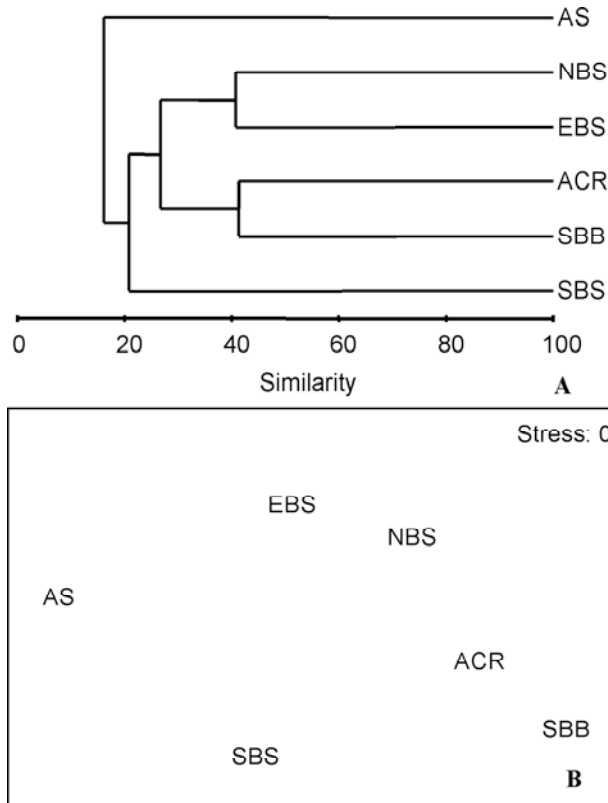 AS
NBS
EBS
ACR
SBB
SBS
0 20 40 60 80 100
Similarity
A
Stress: 0
EBS
NBS
AS
ACR
SBB
SBS
B